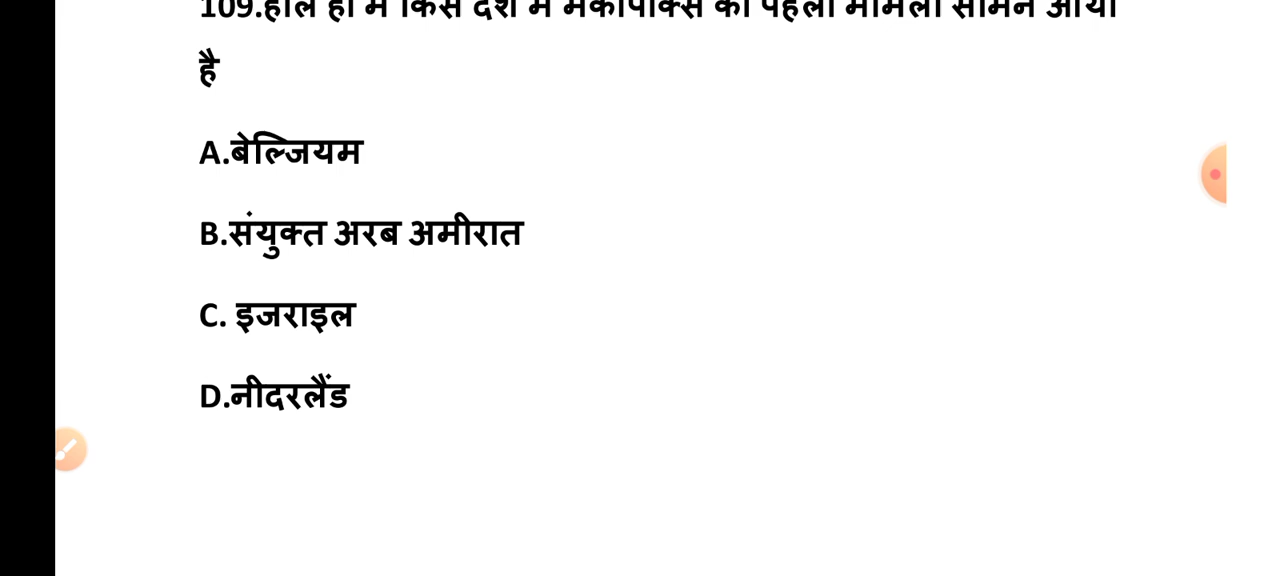 109.हाल ही में किस देश में मंकीपॉक्स का पहला मामला सामने आया
है
A.बेल्जियम
B.संयुक्त अरब अमीरात
C. इजराइल
D.नीदरलैंड